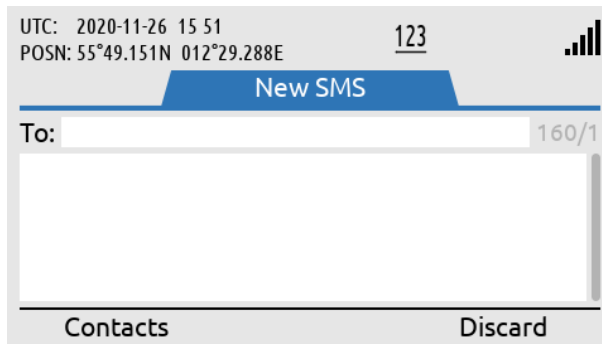 UTC: 2020-11-26 15 51
POSN: 55°49.151N 012°29.288E
123
New SMS
To: 160/1
Contacts Discard